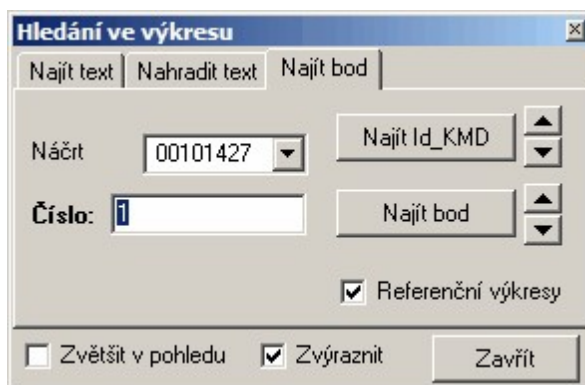 Hledání ve výkresu
Najít text Nahradit text Najít bod
Náčrt 00101427 Najít Id_KMD
Číslo: 1 Najít bod
Referenční výkresy
Zvětšit v pohledu Zvýraznit Zavřít